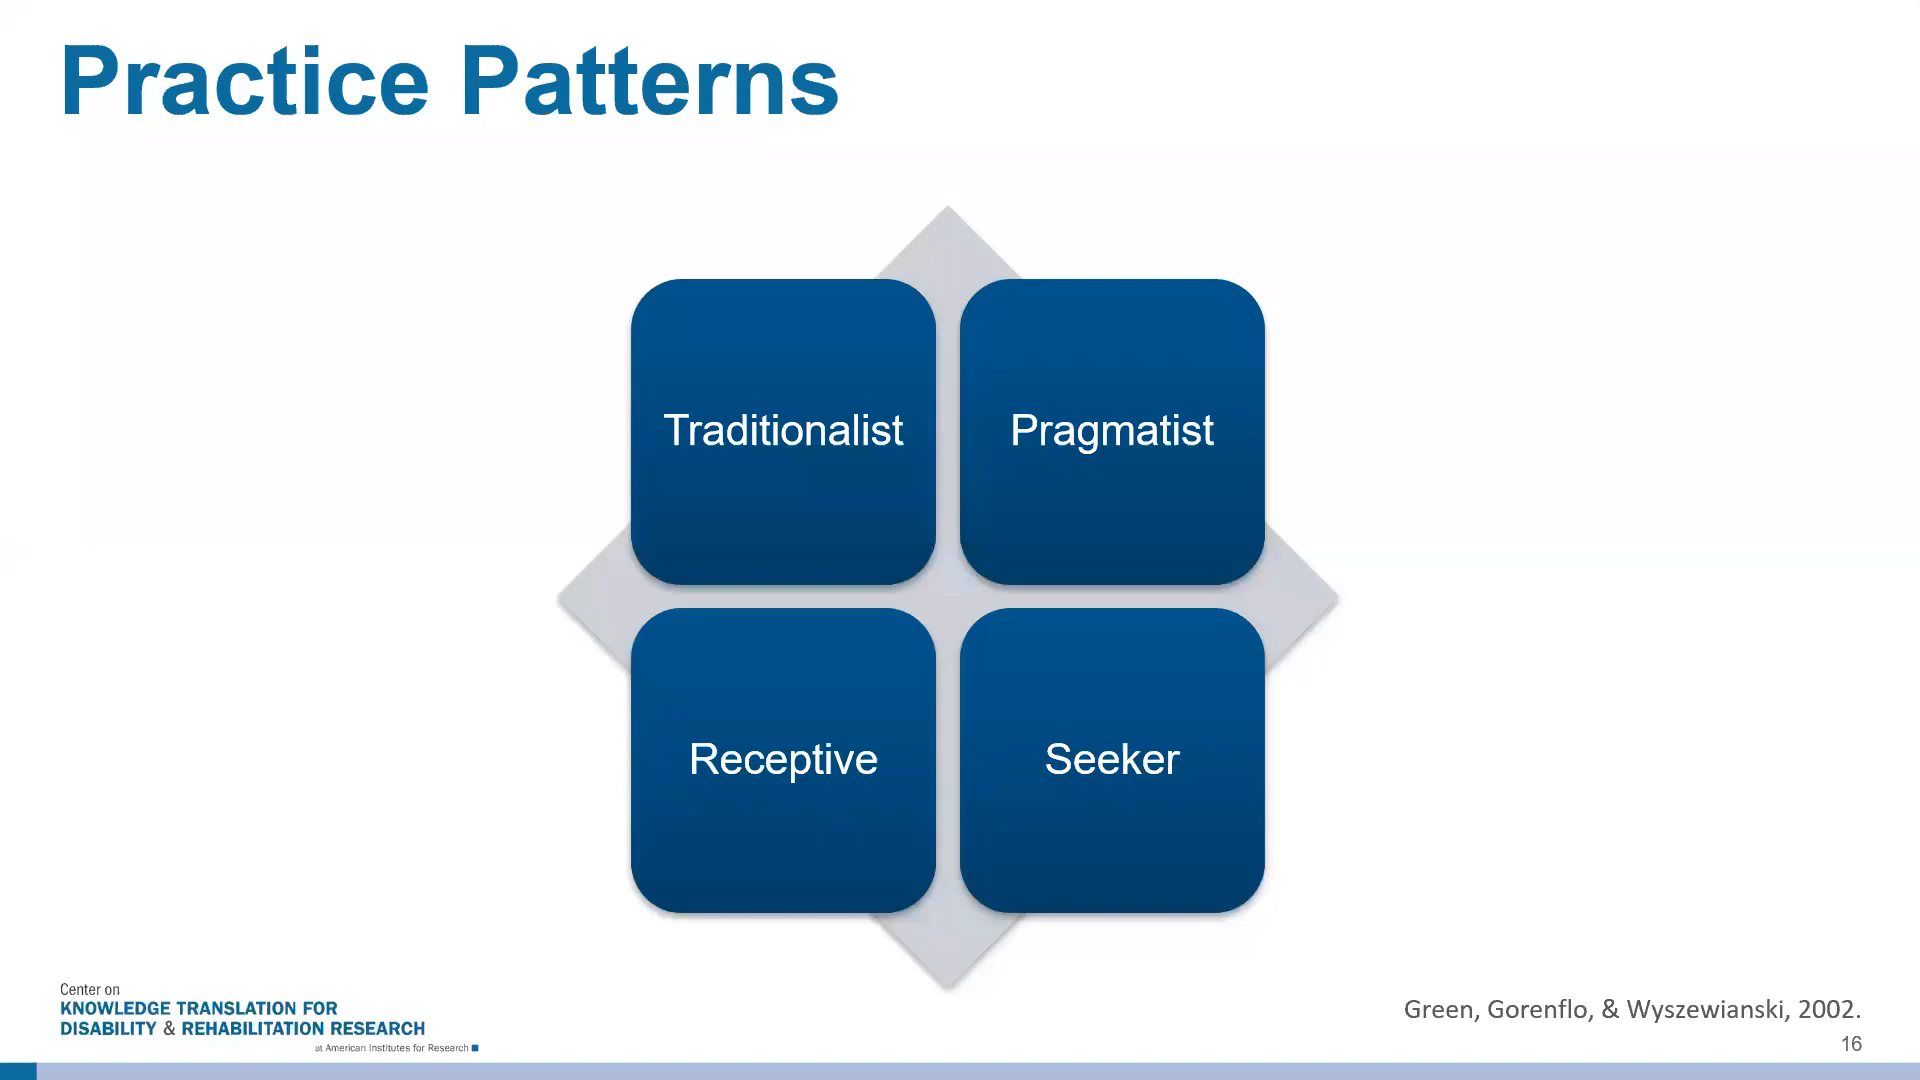 Practice Patterns
Traditionalist
Pragmatist
Receptive
Seeker
Center on
KNOWLEDGE TRANSLATION FOR
DISABILITY & REHABILITATION RESEARCH
at American Institutes for Research
Green, Gorenflo, & Wyszewianski, 2002.
16